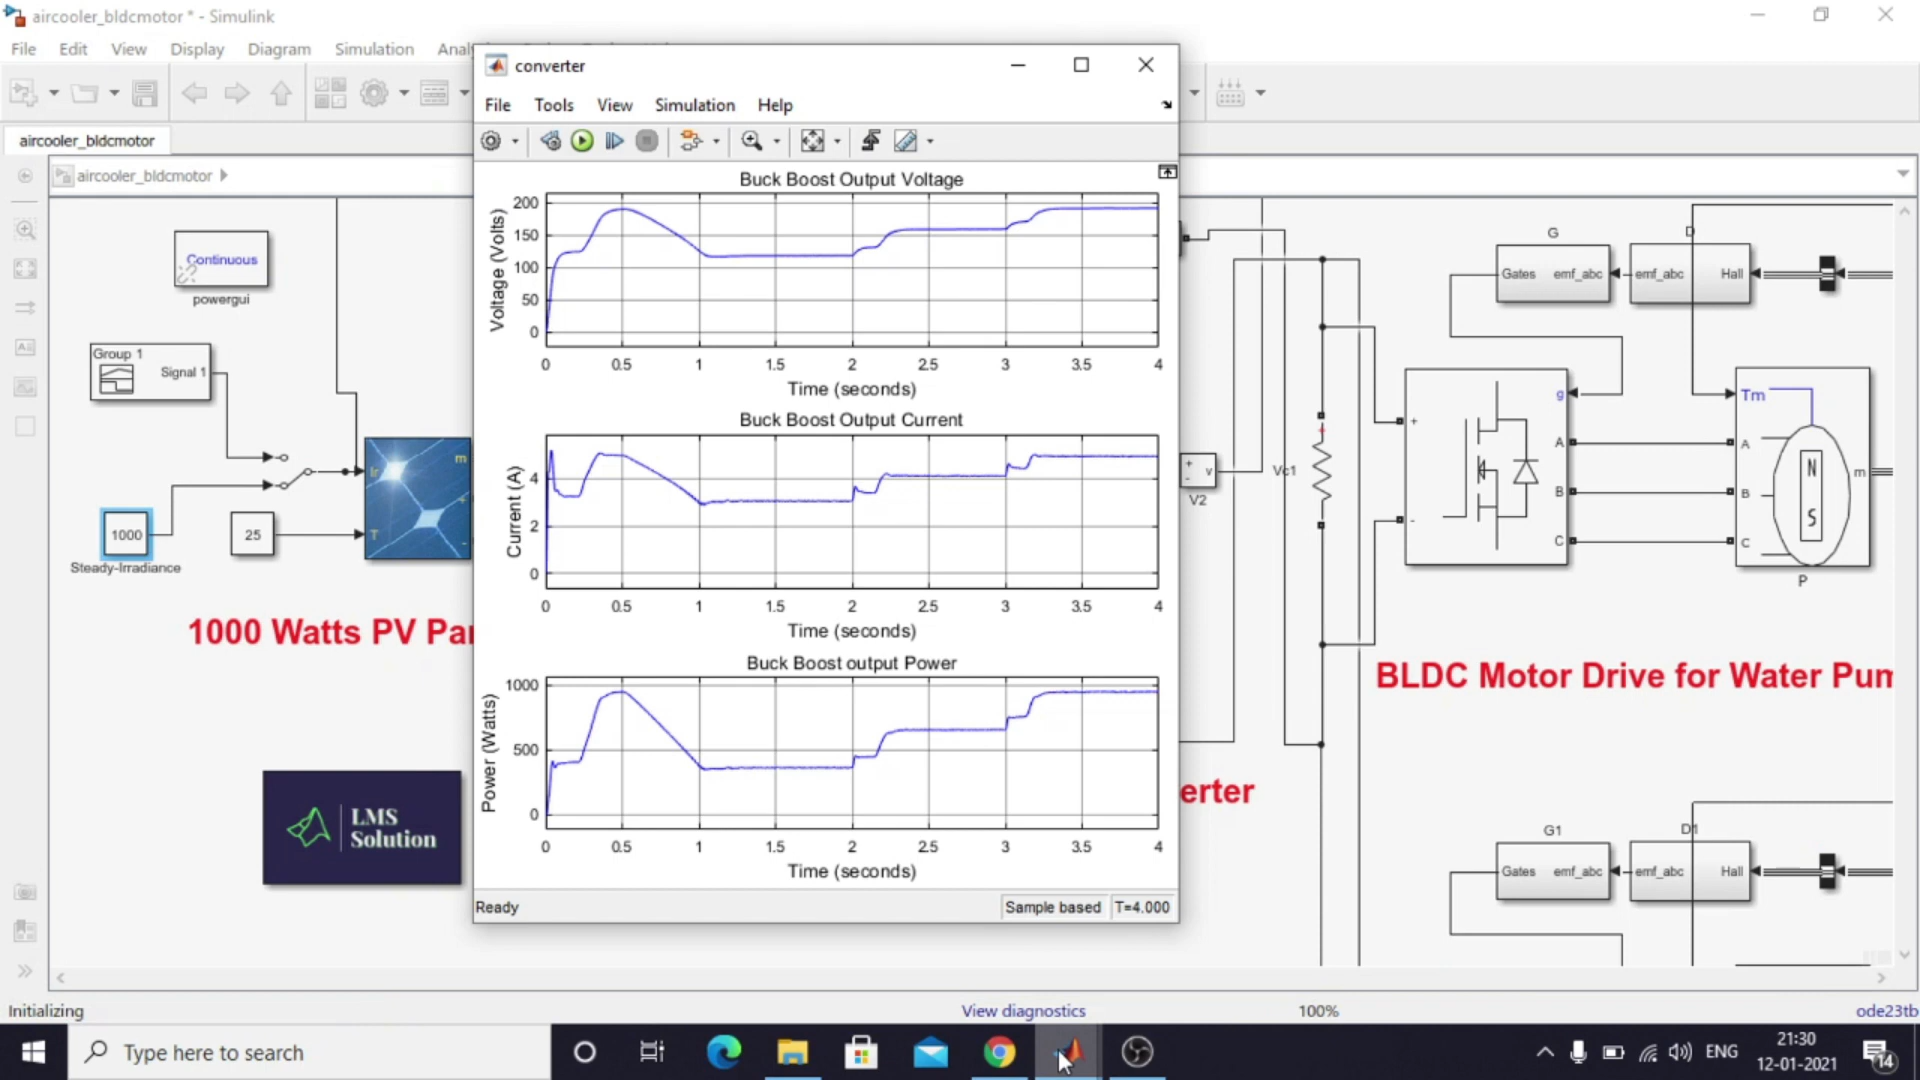 aircooler_bldcmotor * - Simulink
File Edit View Display Diagram Simulation
aircooler_bldcmotor
aircooler_bldcmotor
Continuous
powergui
Group 1
Signal 1
Ir
m
T
1000
25
Steady-Irradiance
1000 Watts PV Pa
LMS
Solution
converter
File Tools View Simulation Help
Buck Boost Output Voltage
Voltage (Volts)
200
150
100
50
0
0 0.5 1 1.5 2 2.5 3 3.5 4
Time (seconds)
Buck Boost Output Current
Current (A)
4
2
0
0 0.5 1 1.5 2 2.5 3 3.5 4
Time (seconds)
Buck Boost output Power
Power (Watts)
1000
500
0
0 0.5 1 1.5 2 2.5 3 3.5 4
Time (seconds)
Ready
Sample based T=4.000
V2
v
Vc1
erter
G
Gates emf_abc
D
emf_abc Hall
g
+
-
A
B
C
Tm
A
B
C
N
S
m
P
BLDC Motor Drive for Water Pum
G1
Gates emf_abc
D1
emf_abc Hall
Initializing
View diagnostics
100%
ode23tb
Type here to search
ENG
21:30
12-01-2021
14